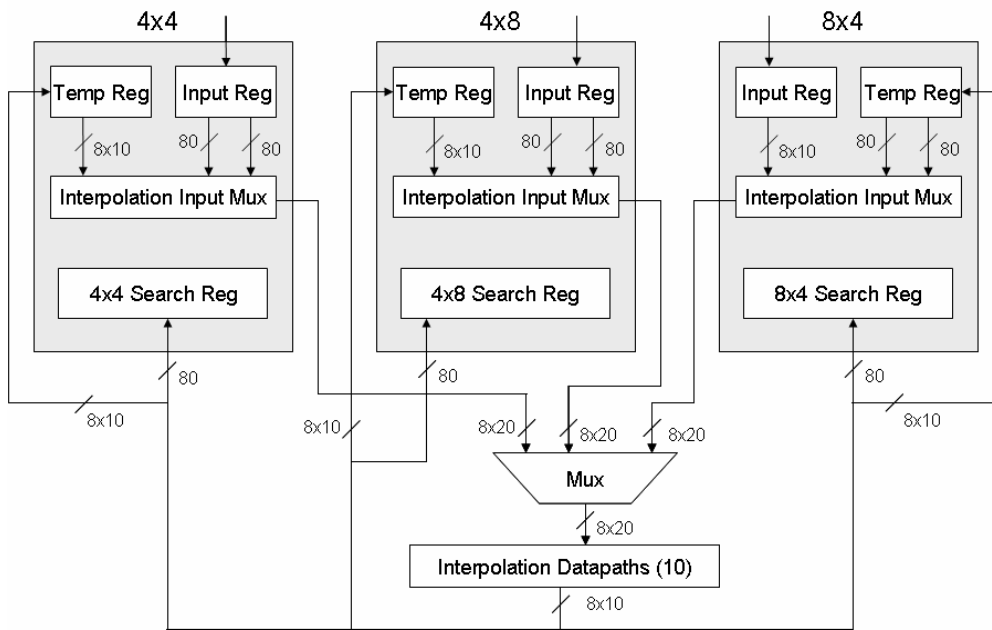 4x4
4x8
8x4
Temp Reg
Input Reg
Temp Reg
Input Reg
Input Reg
Temp Reg
8x10
80
80
8x10
80
80
8x10
80
80
Interpolation Input Mux
Interpolation Input Mux
Interpolation Input Mux
4x4 Search Reg
4x8 Search Reg
8x4 Search Reg
80
80
80
8x10
8x10
8x20
8x20
8x20
8x10
Mux
8x20
Interpolation Datapaths (10)
8x10